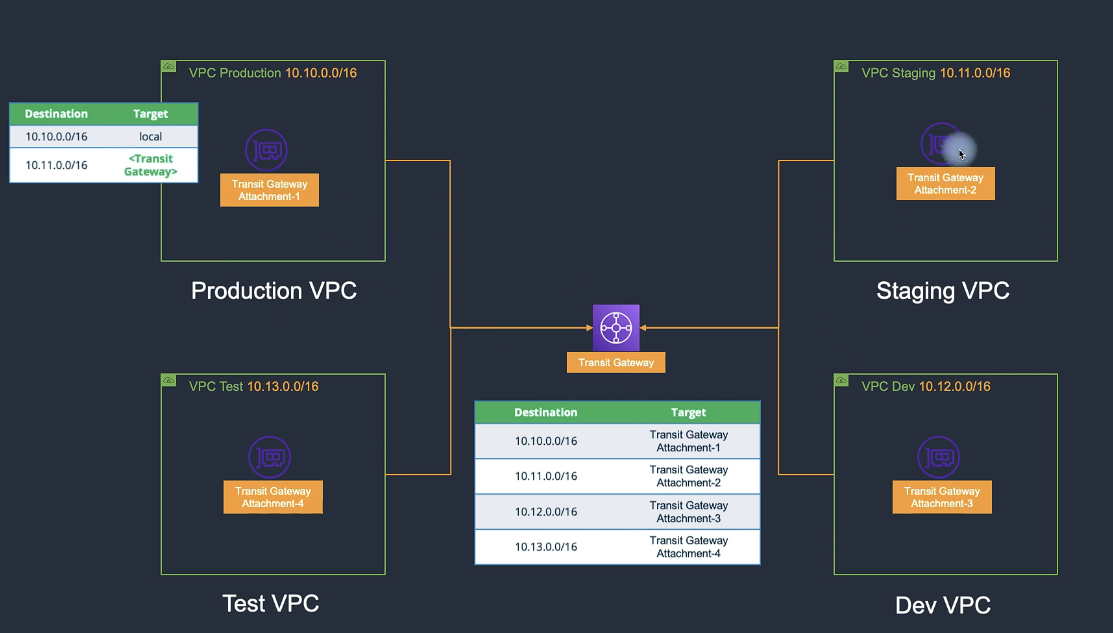 VPC Production 10.10.0.0/16
Destination Target
10.10.0.0/16 local
10.11.0.0/16 <Transit
Gateway>
Transit Gateway
Attachment-1
Production VPC
VPC Staging 10.11.0.0/16
Transit Gateway
Attachment-2
Staging VPC
Transit Gateway
VPC Test 10.13.0.0/16
Transit Gateway
Attachment-4
Test VPC
Destination Target
10.10.0.0/16 Transit Gateway
Attachment-1
10.11.0.0/16 Transit Gateway
Attachment-2
10.12.0.0/16 Transit Gateway
Attachment-3
10.13.0.0/16 Transit Gateway
Attachment-4
VPC Dev 10.12.0.0/16
Transit Gateway
Attachment-3
Dev VPC